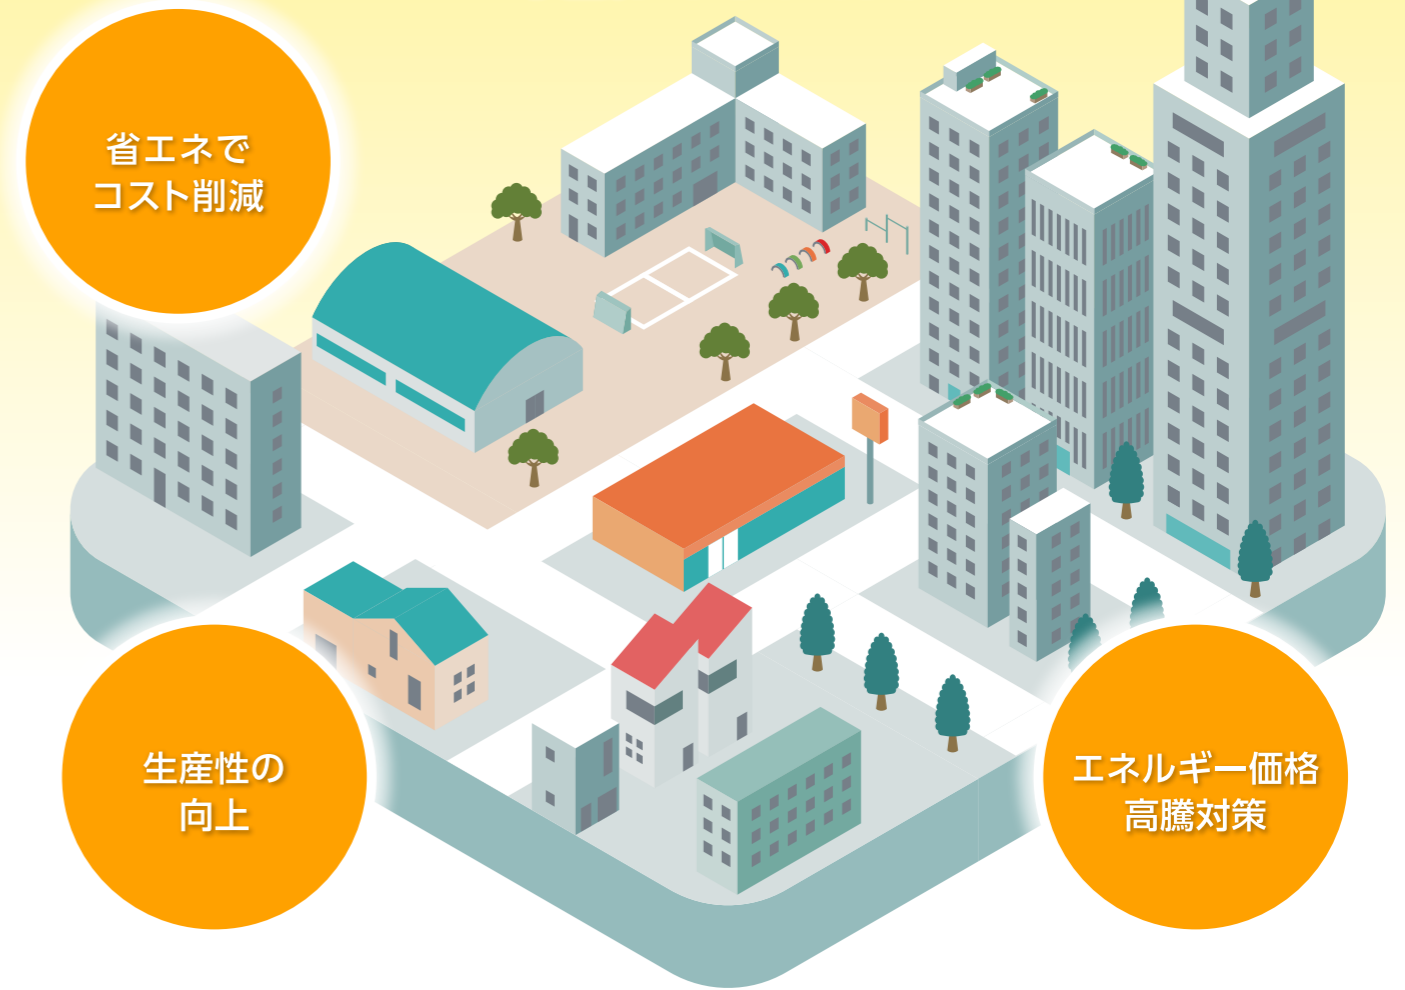 省エネで
コスト削減
生産性の
向上
エネルギー価格
高騰対策